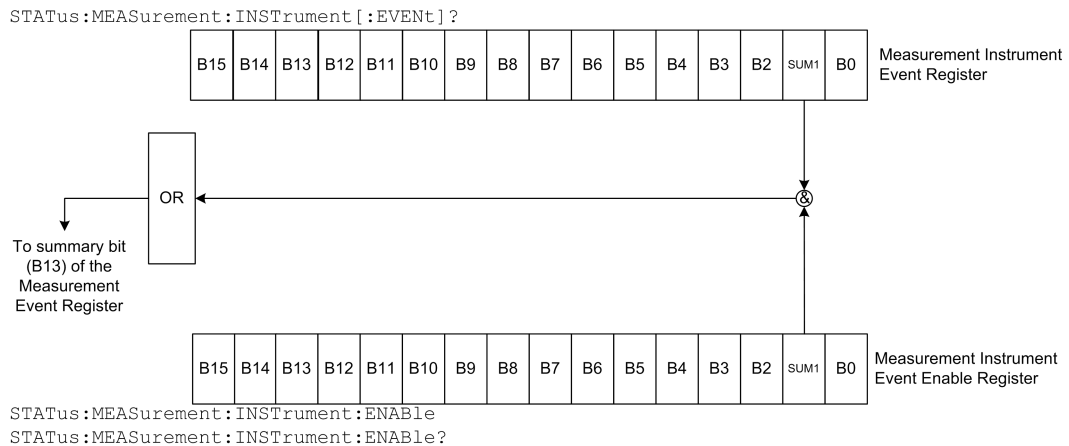 STATus:MEASurement:INSTrument[:EVENt]?
B15 B14 B13 B12 B11 B10 B9 B8 B7 B6 B5 B4 B3 B2 SUM1 B0
Measurement Instrument
Event Register
OR
&
To summary bit
(B13) of the
Measurement
Event Register
B15 B14 B13 B12 B11 B10 B9 B8 B7 B6 B5 B4 B3 B2 SUM1 B0
Measurement Instrument
Event Enable Register
STATus:MEASurement:INSTrument:ENABle
STATus:MEASurement:INSTrument:ENABle?